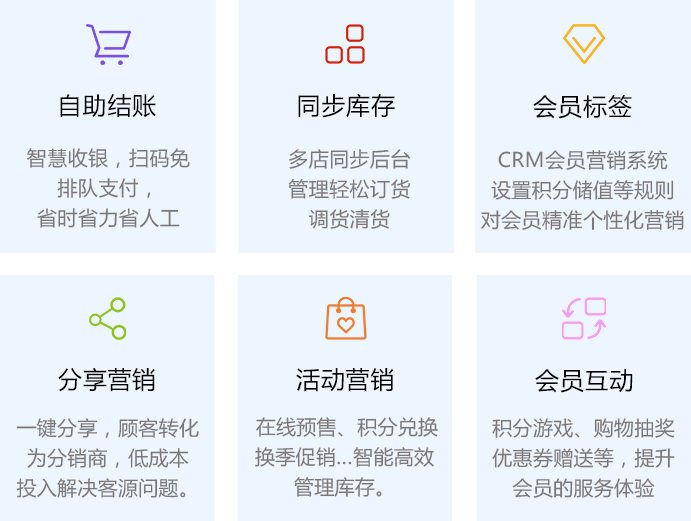 自助结账
智慧收银，扫码免
排队支付，
省时省力省人工
同步库存
多店同步后台
管理轻松订货
调货清货
会员标签
CRM会员营销系统
设置积分储值等规则
对会员精准个性化营销
分享营销
一键分享，顾客转化
为分销商，低成本
投入解决客源问题。
活动营销
在线预售、积分兑换
换季促销...智能高效
管理库存。
会员互动
积分游戏、购物抽奖
优惠券赠送等，提升
会员的服务体验